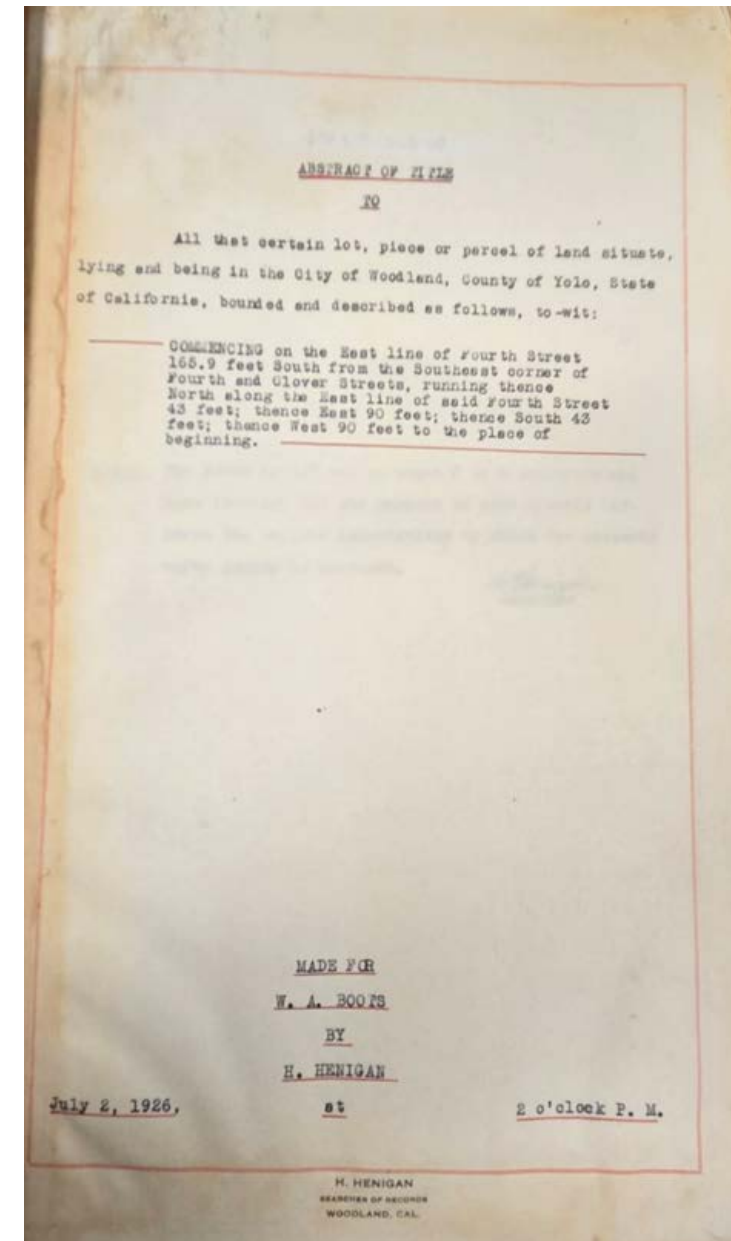 ABSTRACT OF TITLE
TO
All that certain lot, piece or parcel of land situate,
lying and being in the City of Woodland, County of Yolo, State
of California, bounded and described as follows, to-wit:
COMMENCING on the East line of Fourth Street
165.9 feet South from the Southeast corner of
Fourth and Clover Streets, running thence
North along the East line of said Fourth Street
43 feet; thence East 90 feet; thence South 43
feet; thence West 90 feet to the place of
beginning.
MADE FOR
W. A. BOOTS
BY
H. HENIGAN
July 2, 1926, at 2 o'clock P. M.
H. HENIGAN
SEARCHER OF RECORDS
WOODLAND, CAL.